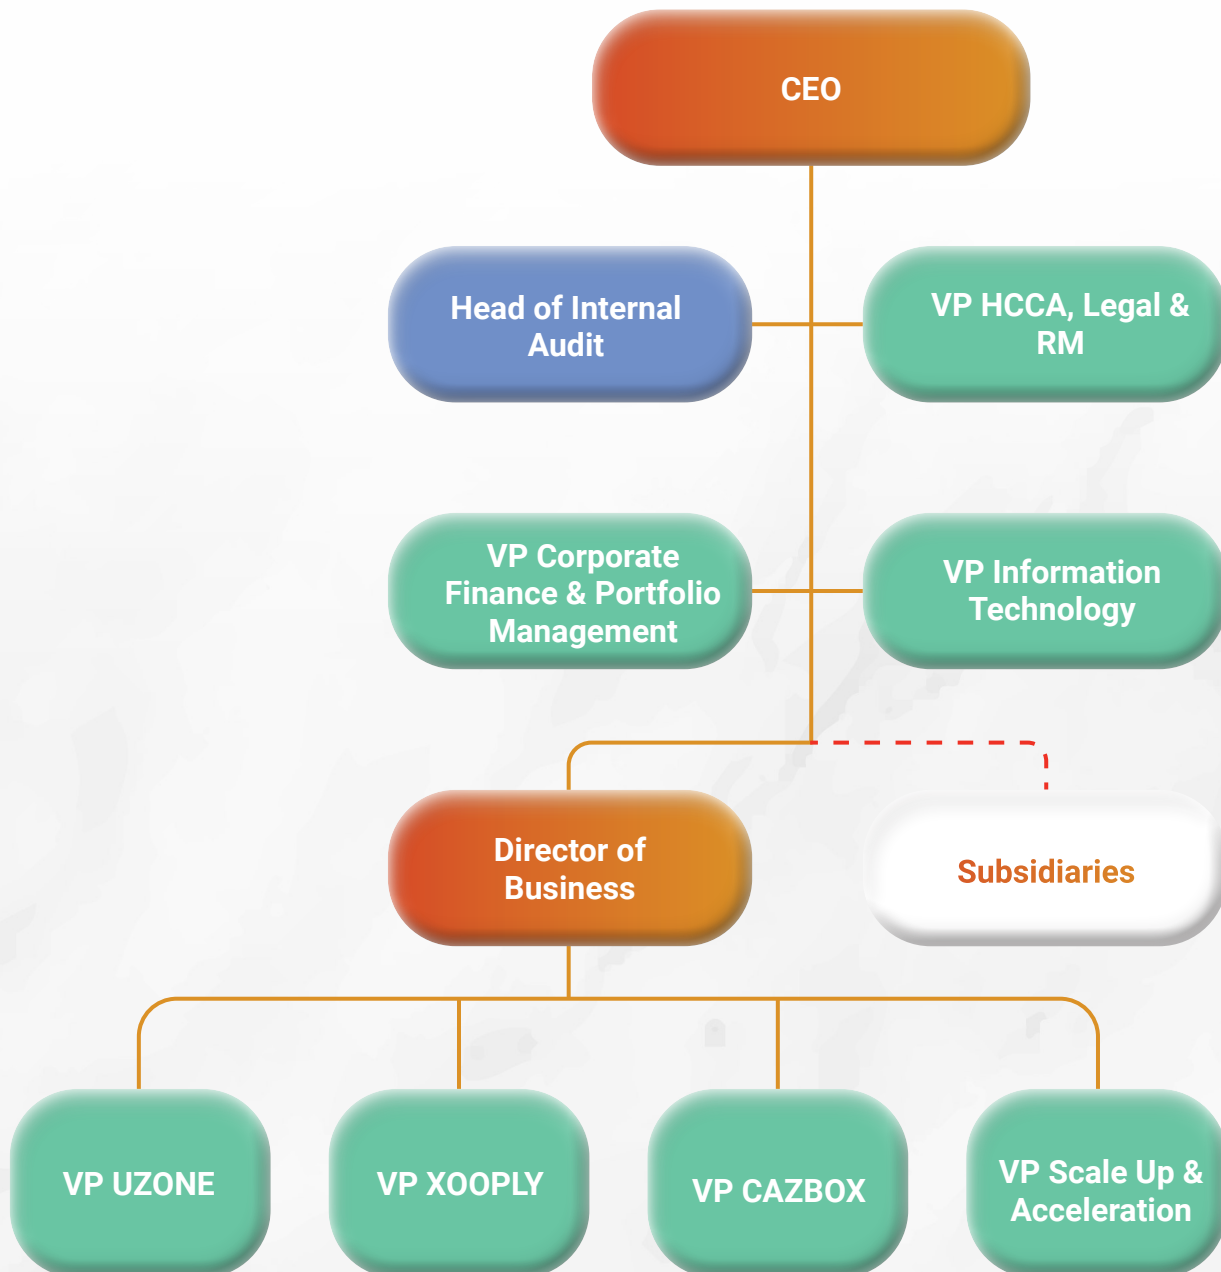 CEO
Head of Internal
Audit
VP HCCA, Legal &
RM
VP Corporate
Finance & Portfolio
Management
VP Information
Technology
Director of
Business
Subsidiaries
VP UZONE
VP XOOPLY
VP CAZBOX
VP Scale Up &
Acceleration